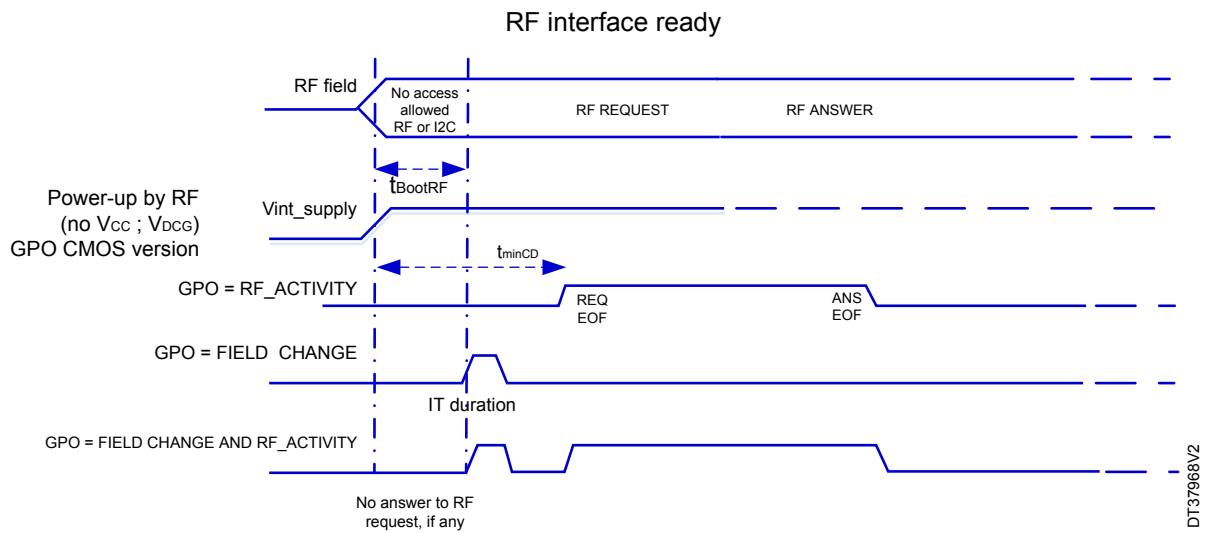 RF interface ready
RF field
No access
allowed
RF or I2C
RF REQUEST
RF ANSWER
tBootRF
Power-up by RF
(no VCC ; VDCG)
GPO CMOS version
Vint_supply
tminCD
GPO = RF_ACTIVITY
REQ
EOF
ANS
EOF
GPO = FIELD CHANGE
IT duration
GPO = FIELD CHANGE AND RF_ACTIVITY
No answer to RF
request, if any
DT37968V2